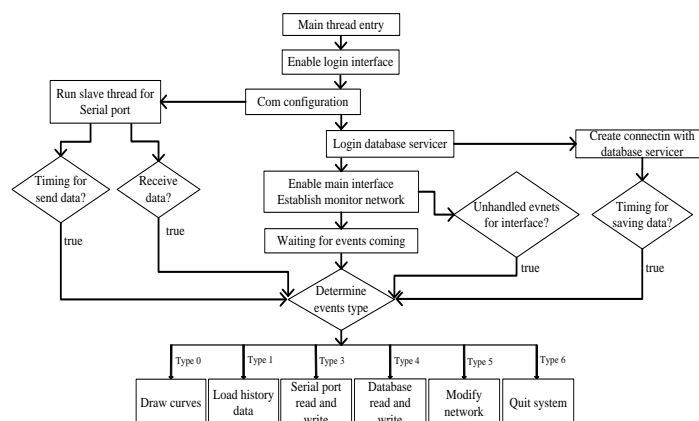 Main thread entry
Enable login interface
Run slave thread for
Serial port
Com configuration
Login database servicer
Create connectin with
database servicer
Timing for
send data?
Receive
data?
Enable main interface
Establish monitor network
Unhandled evnets
for interface?
Timing for
saving data?
true
true
Waiting for events coming
true
true
Determine
events type
Type 0
Type 1
Type 3
Type 4
Type 5
Type 6
Draw curves
Load history
data
Serial port
read and
write
Database
read and
write
Modify
network
Quit system